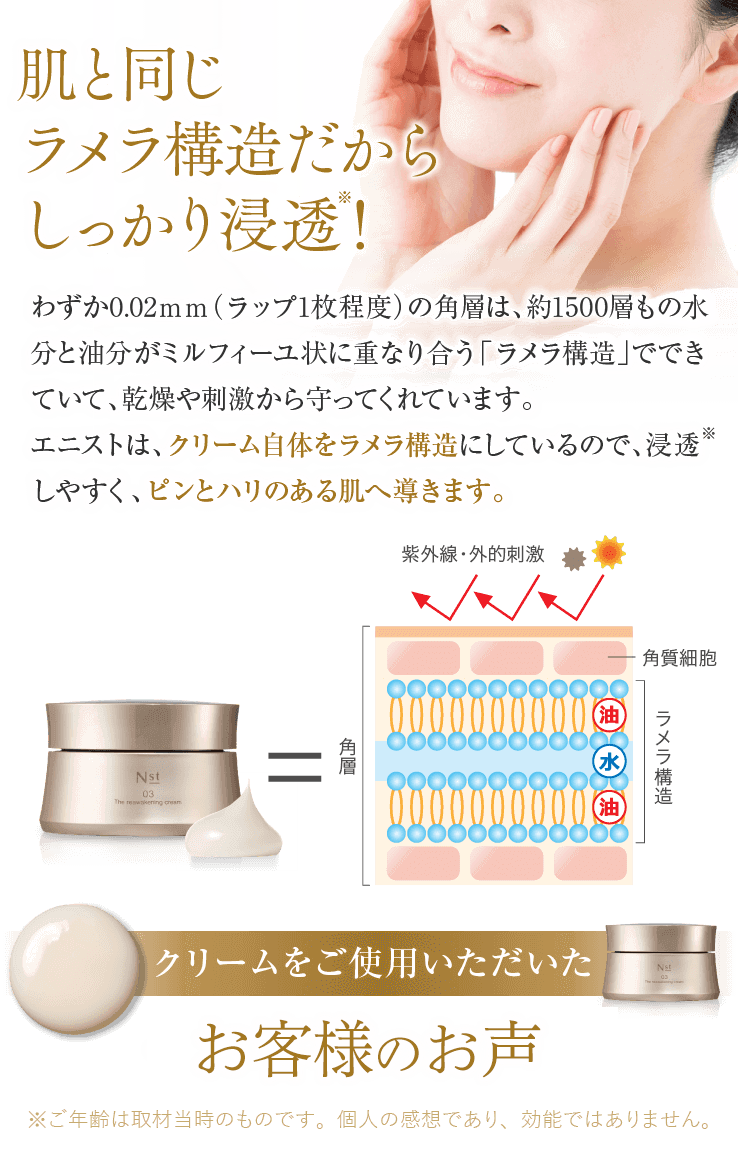 肌と同じ
ラメラ構造だから
しっかり浸透※!
わずか0.02mm(ラップ1枚程度)の角層は、約1500層もの水
分と油分がミルフィーユ状に重なり合う「ラメラ構造」ででき
ていて、乾燥や刺激から守ってくれています。
エニストは、クリーム自体をラメラ構造にしているので、浸透※
しやすく、ピンとハリのある肌へ導きます。
紫外線・外的刺激
角質細胞
角層
油
水
油
ラメラ構造
Nst
03
The reawakening cream
=
クリームをご使用いただいた
Nst
03
The reawakening cream
お客様のお声
※ご年齢は取材当時のものです。個人の感想であり、効能ではありません。